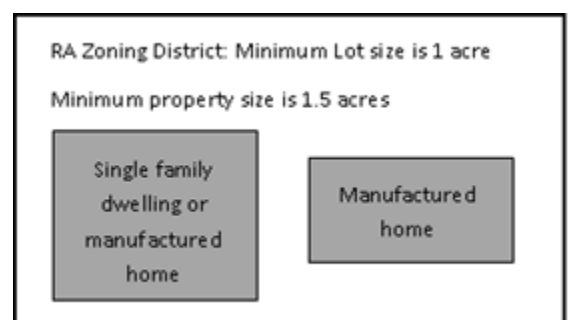 RA Zoning District: Minimum Lot size is 1 acre
Minimum property size is 1.5 acres
Single family
dwelling or
manufactured
home
Manufactured
home